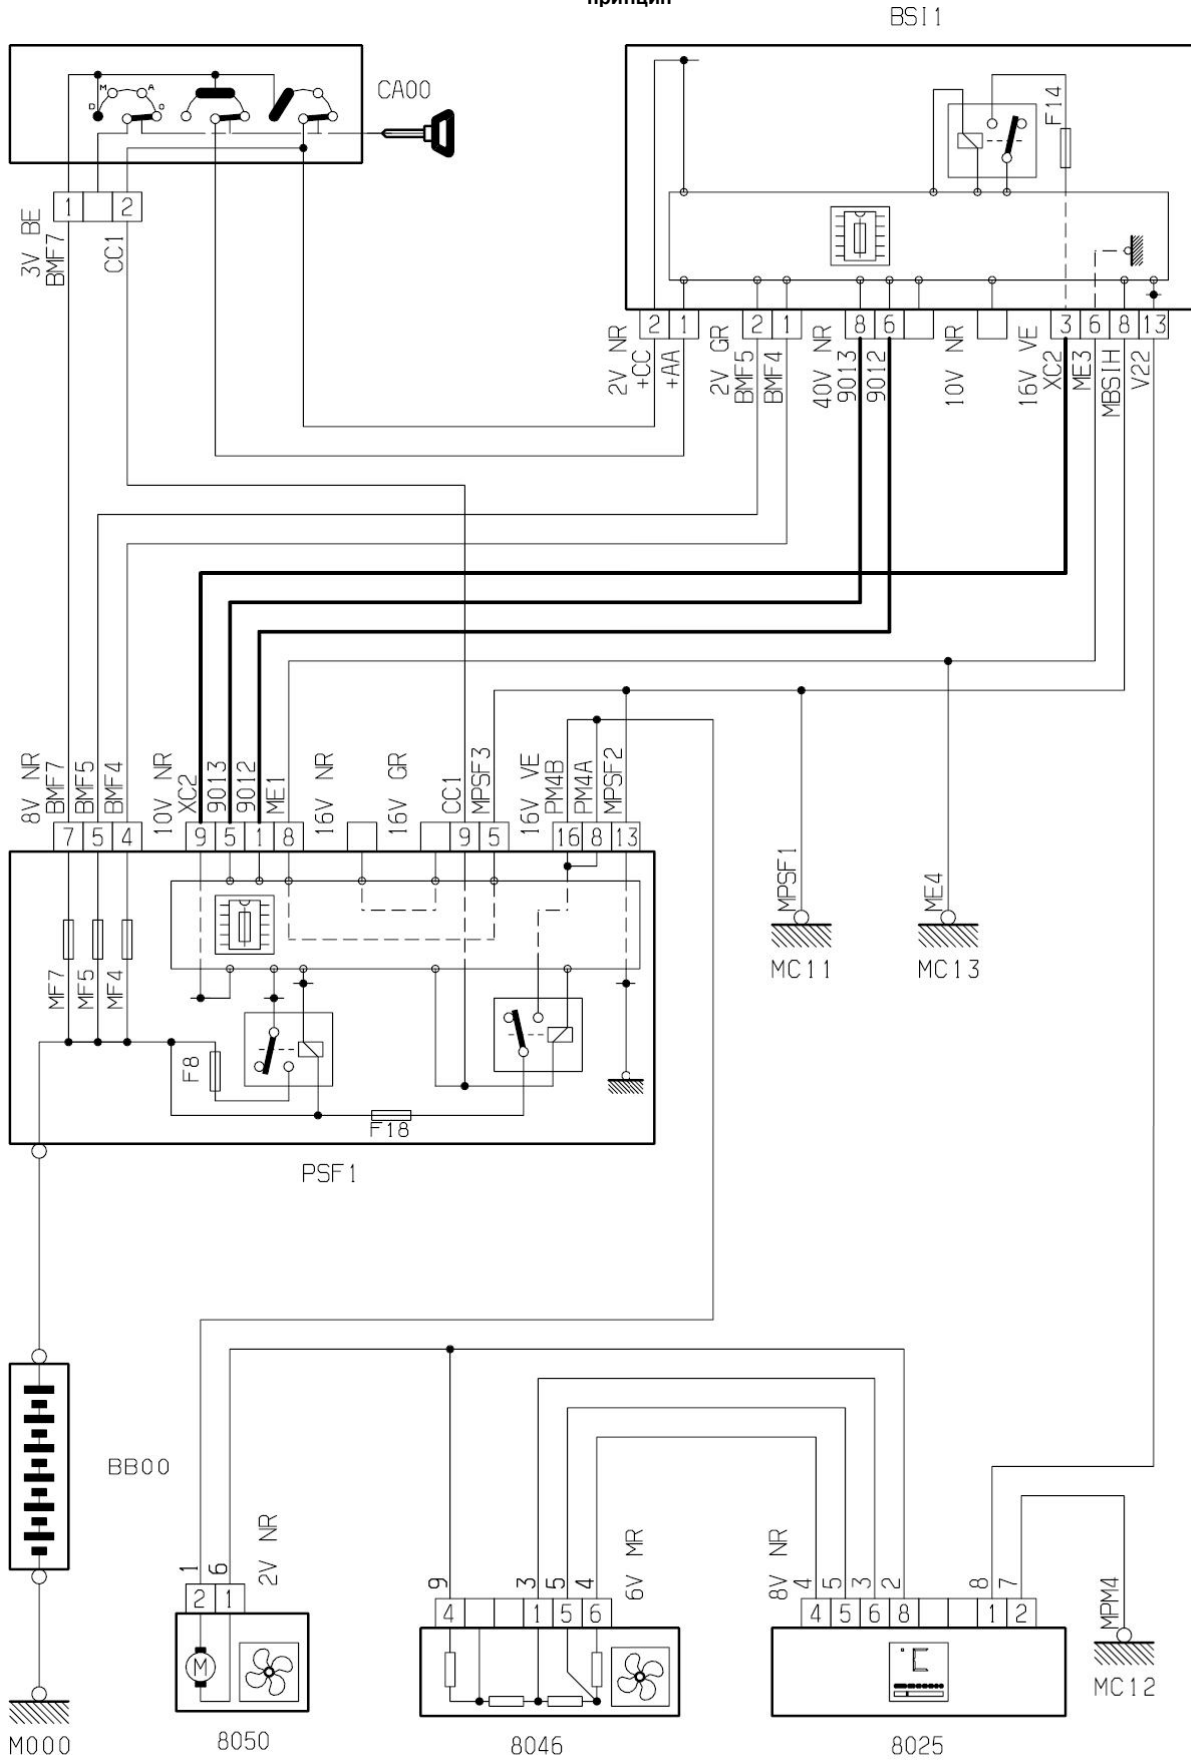 принцип
BSI1
CA00
M A
D O
F14
1 2
3V BE
BMF7
CC1
2 1 2 1 8 6 3 6 8 13
2V NR
+CC
+AA
2V GR
BMF5
BMF4
40V NR
9013
9012
10V NR
16V VE
XC2
ME3
MBSIH
V22
8V NR
BMF7
BMF5
BMF4
10V NR
XC2
9013
9012
ME1
16V NR
16V GR
CC1
MPSF3
16V VE
PM4B
PM4A
MPSF2
7 5 4 9 5 1 8 9 5 16 8 13
MPSF1
ME4
MC11
MC13
MF7
MF5
MF4
F8
F18
PSF1
BB00
1 6
2V NR
2 1
M
8050
9 3 5 4
6V MR
4 1 5 6
8046
8V NR
4 5 3 2 8 7
4 5 6 8 1 2
°C
8025
MPM4
MC12
M000